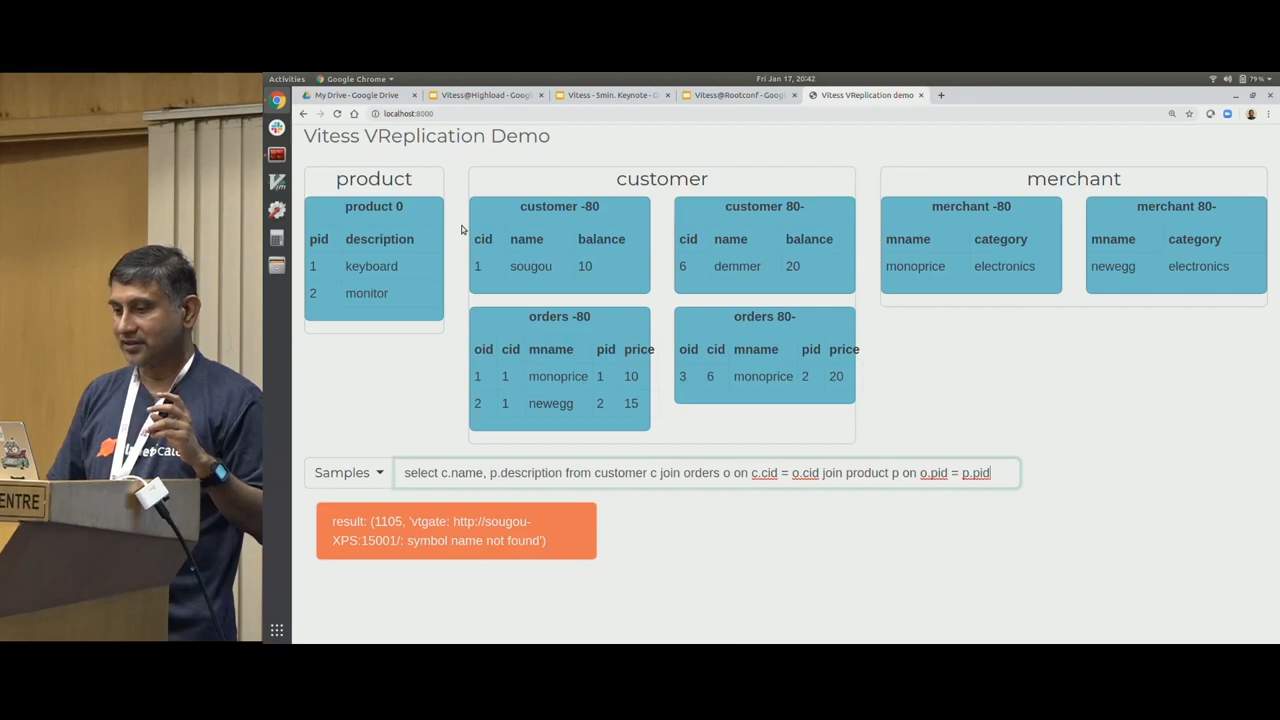 Activities
Google Chrome
Fri Jan 17, 20:42
79 %
My Drive - Google Drive
Vitess@Highload - Googl
Vitess - 5min. Keynote - G
Vitess@Rootconf - Google
Vitess VReplication demo
localhost:8000
Vitess VReplication Demo
product
product 0
pid description
1 keyboard
2 monitor
customer
customer -80
cid name balance
1 sougou 10
customer 80-
cid name balance
6 demmer 20
orders -80
oid cid mname pid price
1 1 monoprice 1 10
2 1 newegg 2 15
orders 80-
oid cid mname pid price
3 6 monoprice 2 20
merchant
merchant -80
mname category
monoprice electronics
merchant 80-
mname category
newegg electronics
Samples
select c.name, p.description from customer c join orders o on c.cid = o.cid join product p on o.pid = p.pid
result: (1105, 'vtgate: http://sougou-
XPS:15001/: symbol name not found')
NTRE